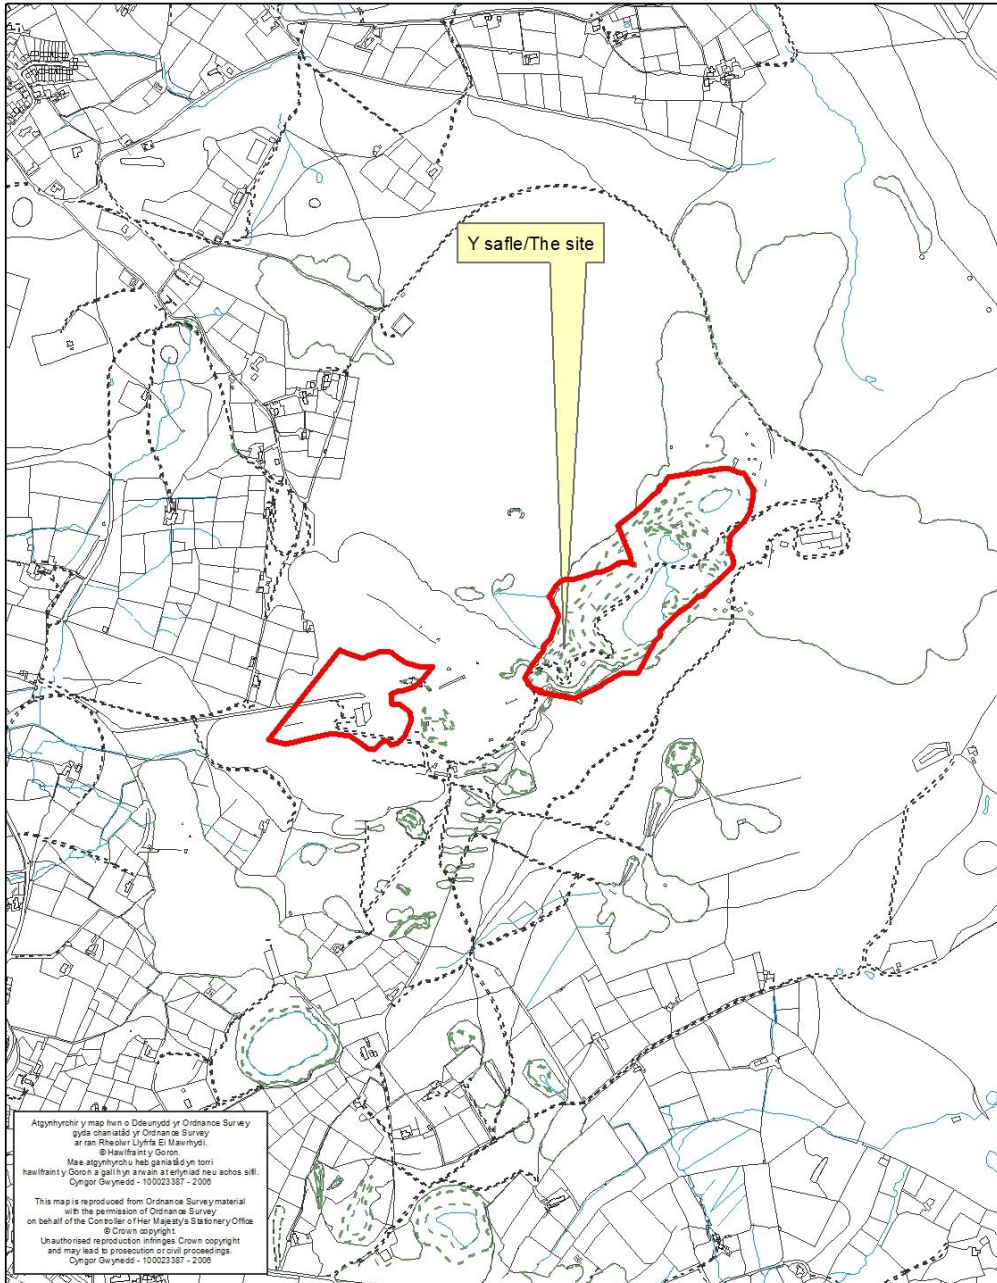 Y safle/The site
Atgynhyrchir y map hwn o Ddeunydd yr Ordnance Survey
gyda chaniatâd yr Ordnance Survey
ar ran Rheolwr Llyfrfa Ei Mawrhydi.
© Hawlfraint y Goron.
Mae atgynhyrchu heb ganiatâd yn torri
hawlfraint y Goron a gall hyn arwain at erlyniad neu achos sifil.
Cyngor Gwynedd - 100023387 - 2006
This map is reproduced from Ordnance Survey material
with the permission of Ordnance Survey
on behalf of the Controller of Her Majesty's Stationery Office
© Crown copyright.
Unauthorised reproduction infringes Crown copyright
and may lead to prosecution or civil proceedings.
Cyngor Gwynedd - 100023387 - 2006